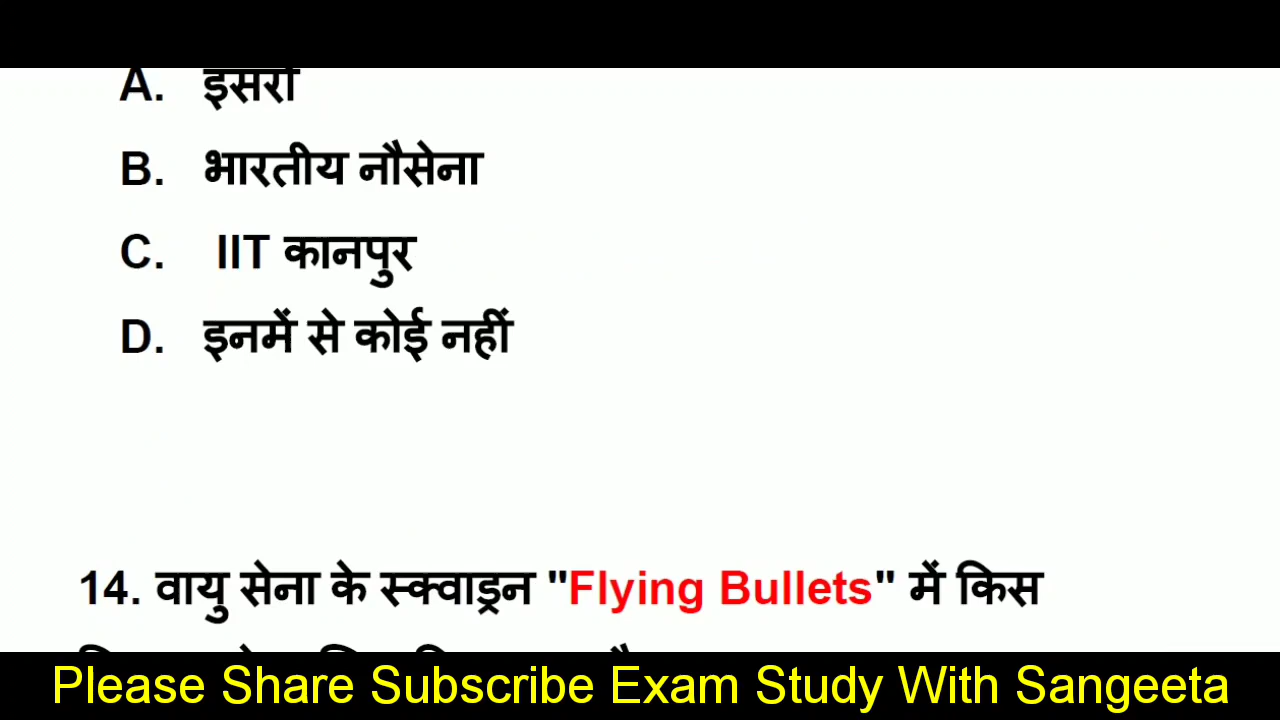 A. इसरो
B. भारतीय नौसेना
C. IIT कानपुर
D. इनमें से कोई नहीं
14. वायु सेना के स्क्वाड्रन "Flying Bullets" में किस
Please Share Subscribe Exam Study With Sangeeta